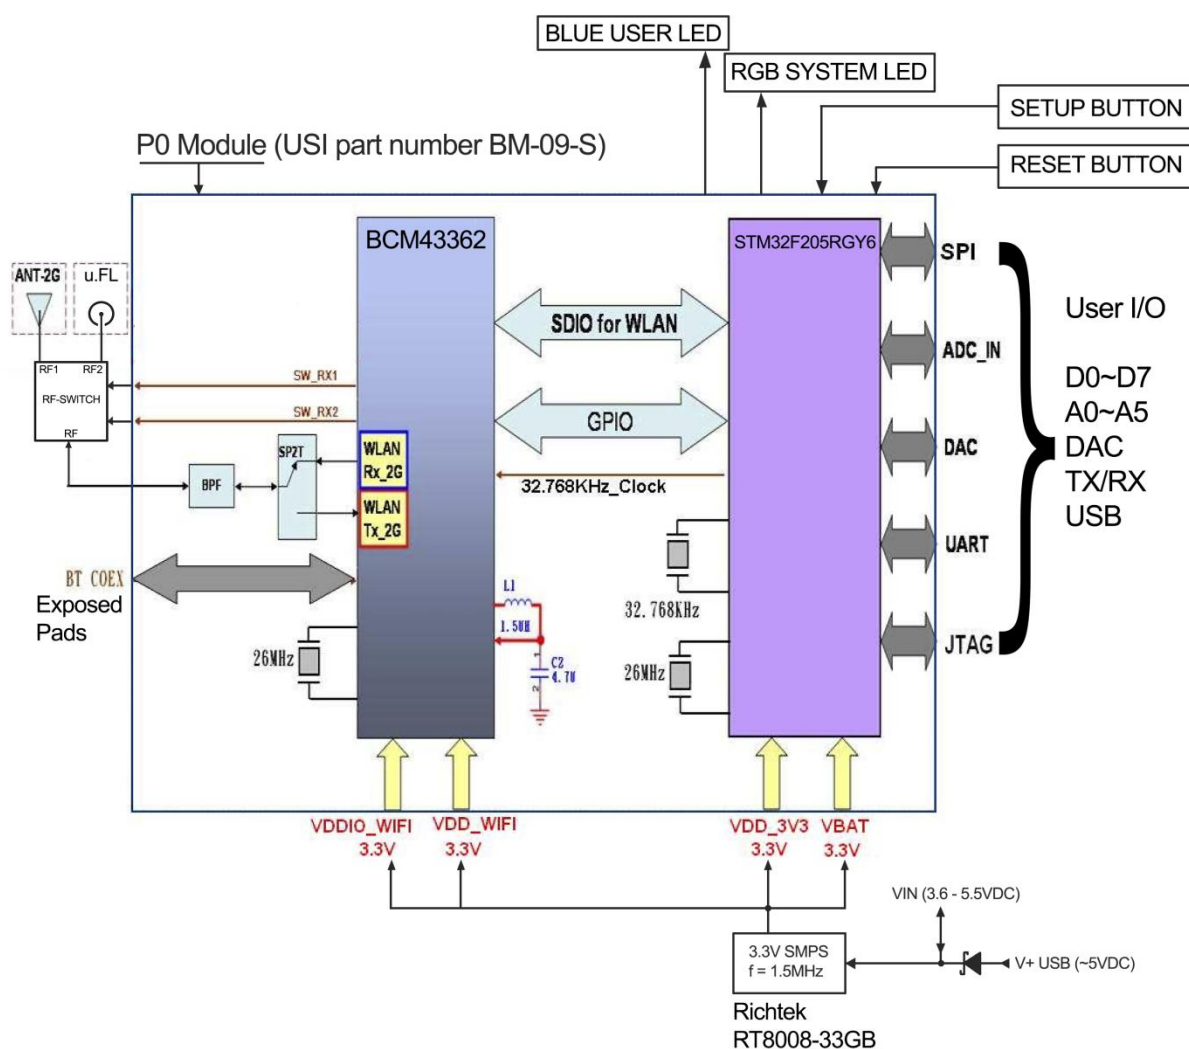 BLUE USER LED
RGB SYSTEM LED
SETUP BUTTON
RESET BUTTON
P0 Module (USI part number BM-09-S)
BCM43362
STM32F205RGY6
SPI
ADC_IN
DAC
UART
JTAG
User I/O
D0~D7
A0~A5
DAC
TX/RX
USB
ANT-2G
u.FL
RF1
RF2
RF-SWITCH
RF
SW_RX1
SW_RX2
SDIO for WLAN
GPIO
32.768KHz_Clock
BPF
SP2T
WLAN
Rx_2G
WLAN
Tx_2G
BT COEX
Exposed
Pads
26MHz
L1
1.5UH
1
C2
4.7U
2
32.768KHz
26MHz
VDDIO_WIFI
3.3V
VDD_WIFI
3.3V
VDD_3V3
3.3V
VBAT
3.3V
VIN (3.6 - 5.5VDC)
3.3V SMPS
f = 1.5MHz
V+ USB (~5VDC)
Richtek
RT8008-33GB